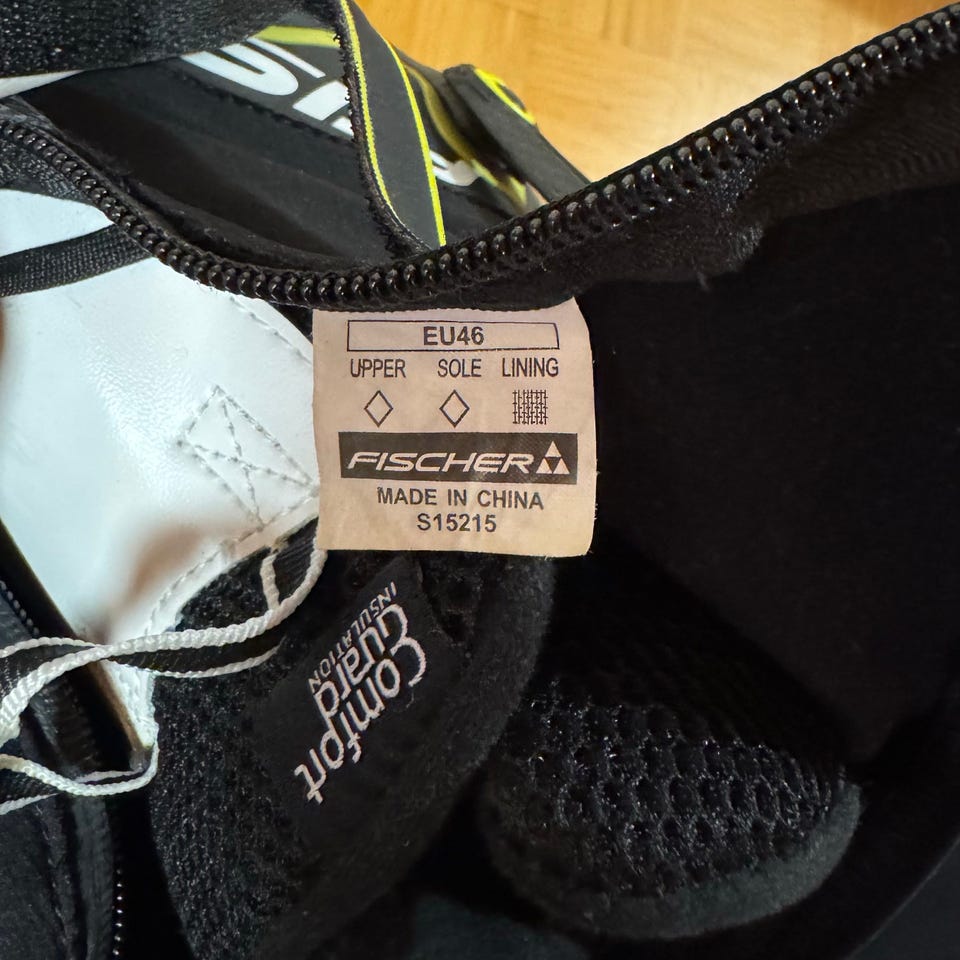 EU46
UPPER SOLE LINING
FISCHER
MADE IN CHINA
S15215
Comfort
Guard
INSULATION